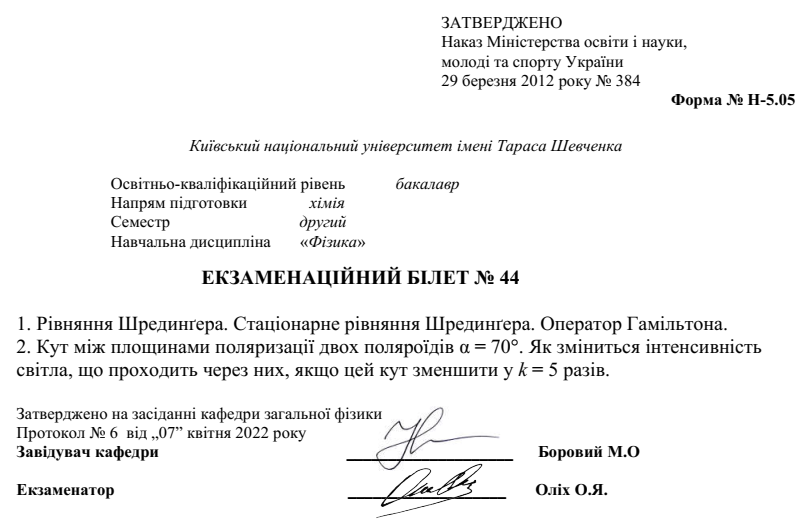 ЗАТВЕРДЖЕНО
Наказ Міністерства освіти і науки,
молоді та спорту України
29 березня 2012 року № 384
Форма № Н-5.05
Київський національний університет імені Тараса Шевченка
Освітньо-кваліфікаційний рівень бакалавр
Напрям підготовки хімія
Семестр другий
Навчальна дисципліна «Фізика»
ЕКЗАМЕНАЦІЙНИЙ БІЛЕТ № 44
1. Рівняння Шредингера. Стаціонарне рівняння Шредингера. Оператор Гамільтона.
2. Кут між площинами поляризації двох поляроїдів α = 70°. Як зміниться інтенсивність
світла, що проходить через них, якщо цей кут зменшити у k = 5 разів.
Затверджено на засіданні кафедри загальної фізики
Протокол № 6 від „07” квітня 2022 року
Завідувач кафедри Боровий М.О
Екзаменатор Оліх О.Я.